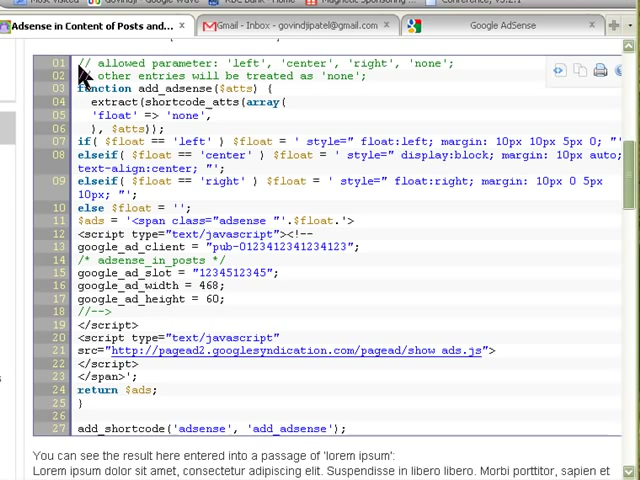 Adsense in Content of Posts and...
Gmail - Inbox - govindjipatel@gmail.com
Google AdSense
01 // allowed parameter: 'left', 'center', 'right', 'none';
02 other entries will be treated as 'none';
03 function add_adsense($atts) {
04 extract(shortcode_atts(array(
05 'float' => 'none',
06 ), $atts));
07 if( $float == 'left' ) $float = ' style=" float:left; margin: 10px 10px 5px 0; "'
08 elseif( $float == 'center' ) $float = ' style=" display:block; margin: 10px auto;
text-align:center; "';
09 elseif( $float == 'right' ) $float = ' style=" float:right; margin: 10px 0 5px
10px; "';
10 else $float = '';
11 $ads = '<span class="adsense "'.$float.'>
12 <script type="text/javascript"><!--
13 google_ad_client = "pub-0123412341234123";
14 /* adsense_in_posts */
15 google_ad_slot = "1234512345";
16 google_ad_width = 468;
17 google_ad_height = 60;
18 //-->
19 </script>
20 <script type="text/javascript"
21 src="http://pagead2.googlesyndication.com/pagead/show_ads.js">
22 </script>
23 </span>';
24 return $ads;
25 }
26
27 add_shortcode('adsense', 'add_adsense');
You can see the result here entered into a passage of 'lorem ipsum':
Lorem ipsum dolor sit amet, consectetur adipiscing elit. Suspendisse in libero libero. Morbi porttitor, sapien et